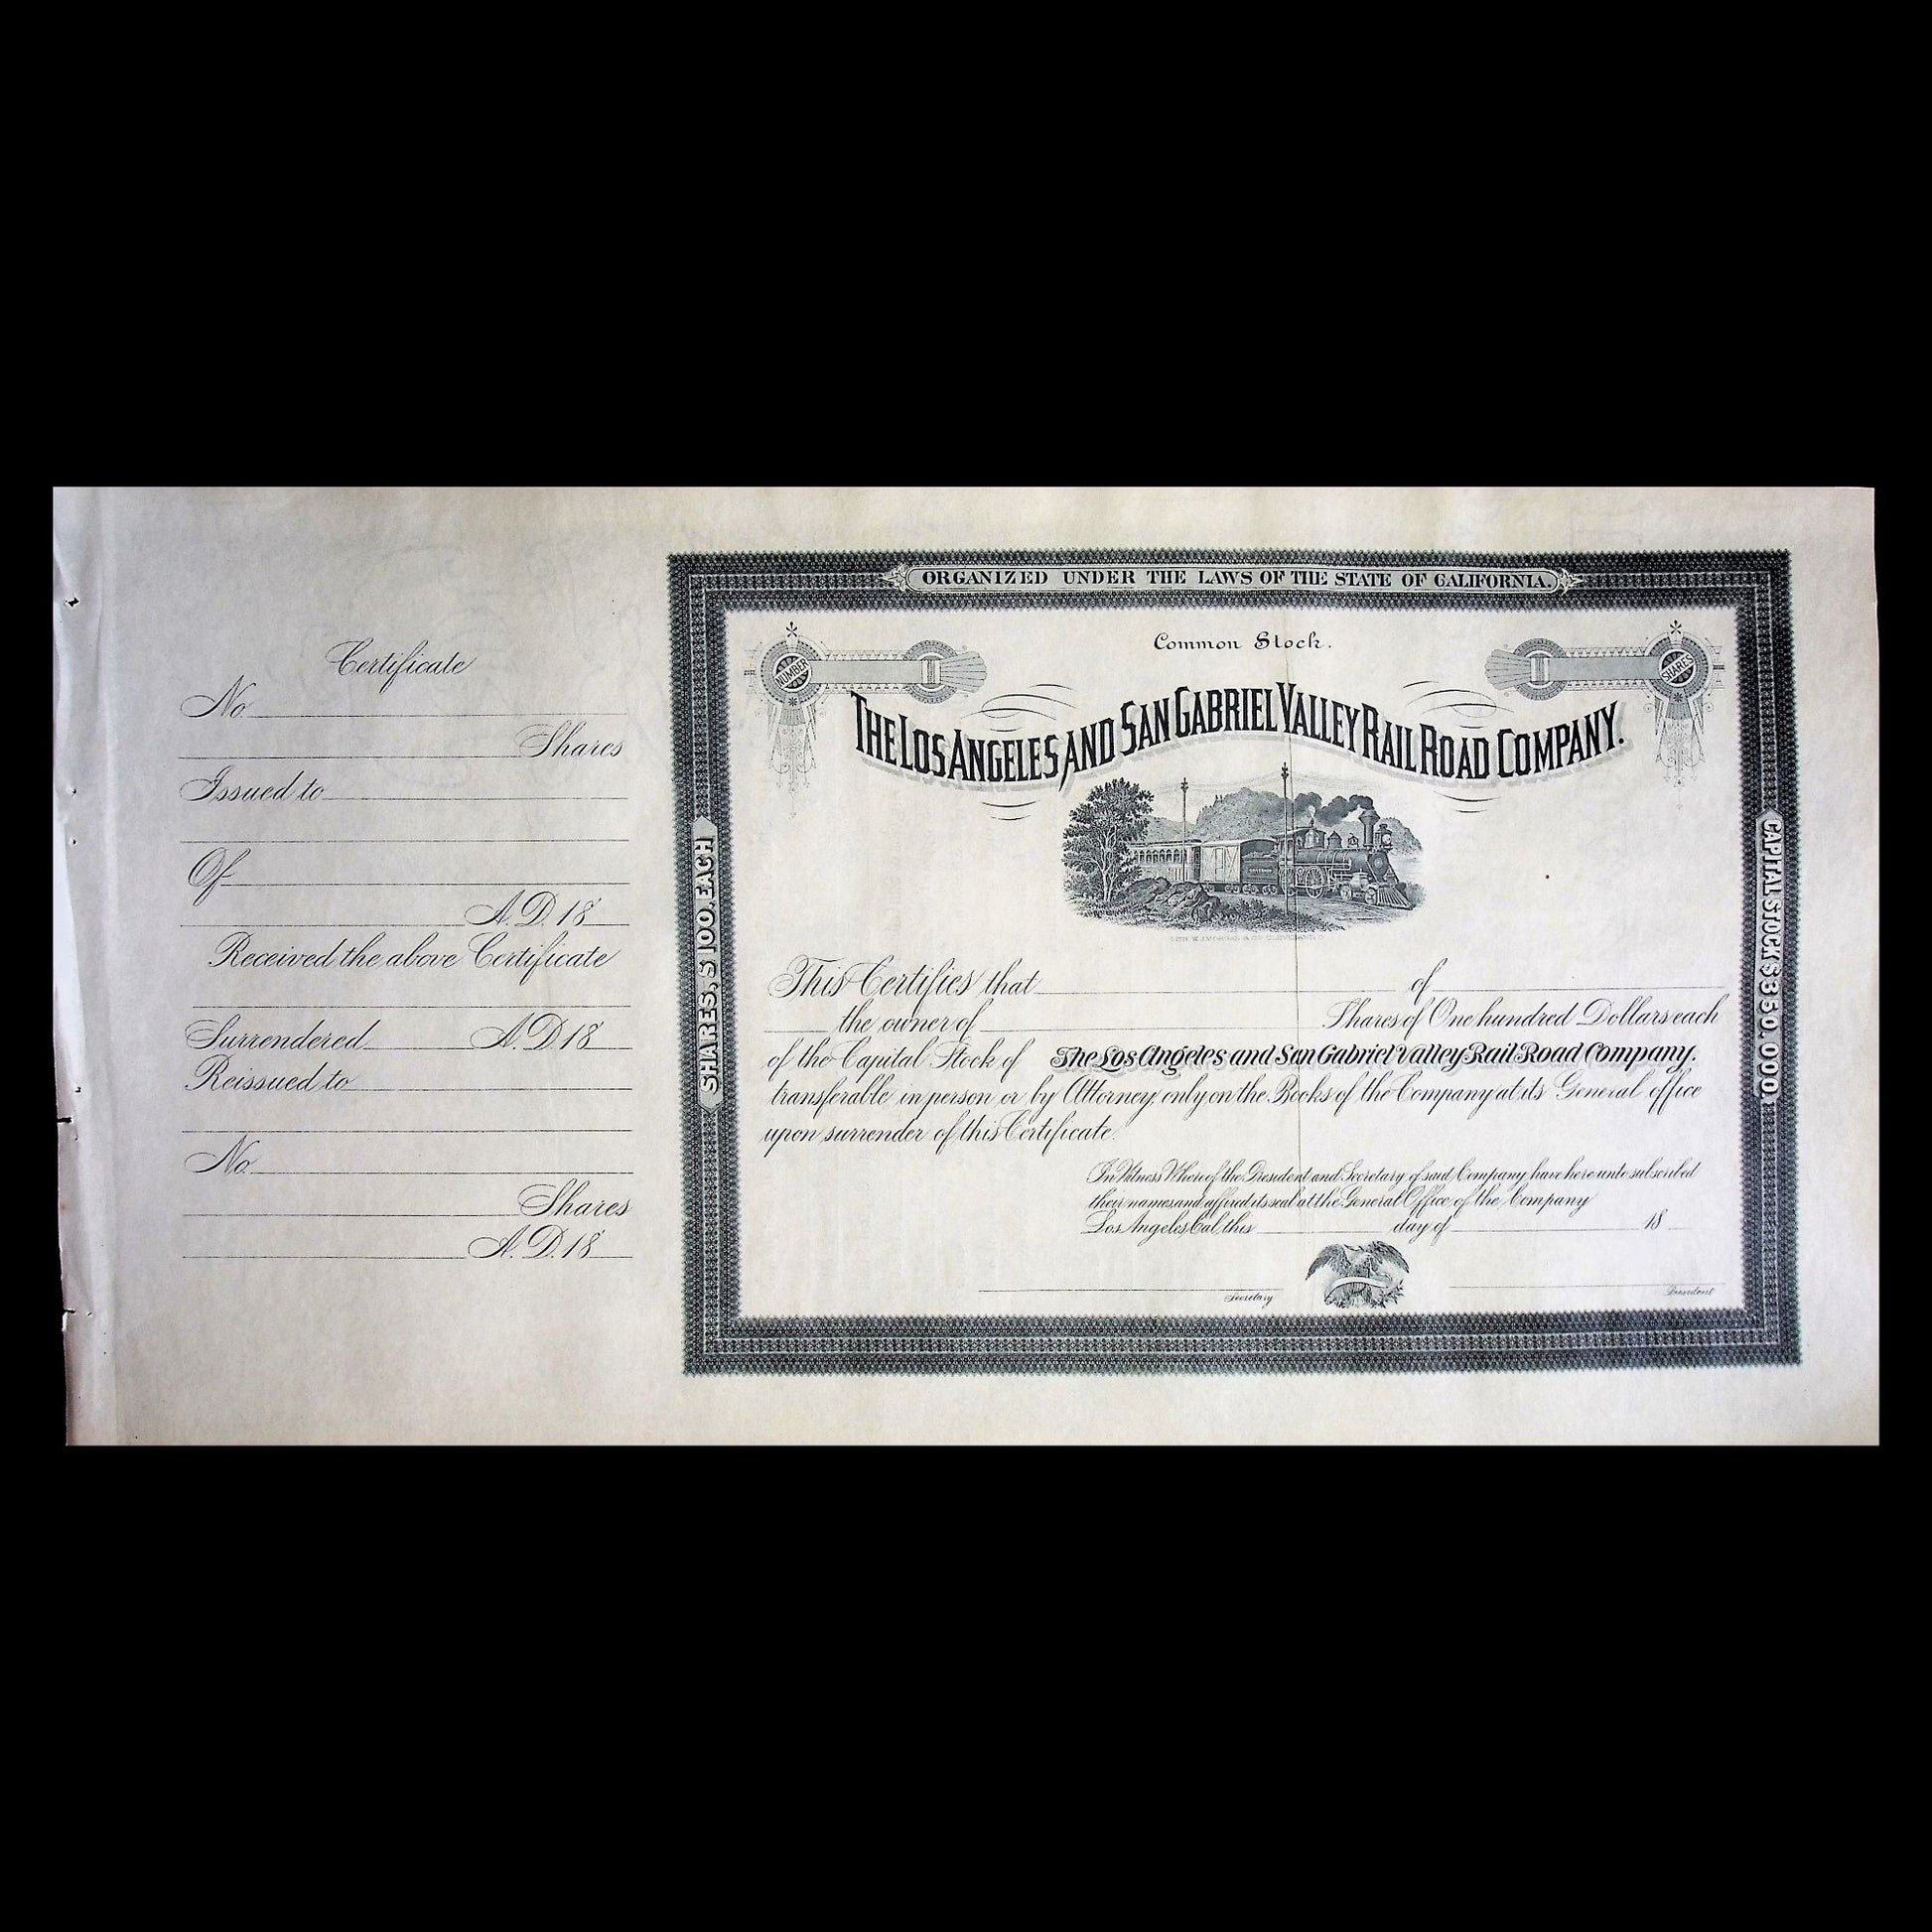 Certificate
No.
Shares
Issued to
Of
A.D. 18
Received the above Certificate
Surrendered A.D. 18
Reissued to
No.
Shares
A.D. 18
ORGANIZED UNDER THE LAWS OF THE STATE OF CALIFORNIA.
Common Stock.
NUMBER
SHARES
THE LOS ANGELES AND SAN GABRIEL VALLEY RAIL ROAD COMPANY.
SHARES, $100. EACH
CAPITAL STOCK $350.000.
This Certifies that of
the owner of Shares of One hundred Dollars each
of the Capital Stock of The Los Angeles and San Gabriel Valley Rail Road Company.
transferable in person or by Attorney, only on the Books of the Company at its General office
upon surrender of this Certificate.
In Witness Whereof the President and Secretary of said Company have hereunto subscribed
their names and affixed its seal at the General Office of the Company
Los Angeles Cal. this day of 18
Secretary
President